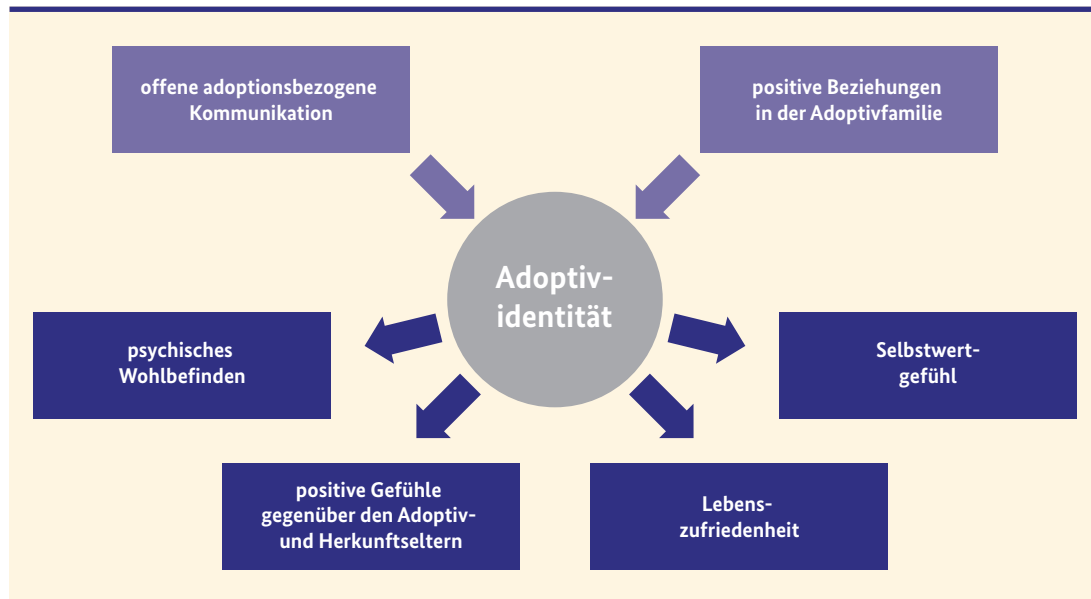 offene adoptionsbezogene
Kommunikation
positive Beziehungen
in der Adoptivfamilie
Adoptiv-
identität
psychisches
Wohlbefinden
Selbstwert-
gefühl
positive Gefühle
gegenüber den Adoptiv-
und Herkunftseltern
Lebens-
zufriedenheit